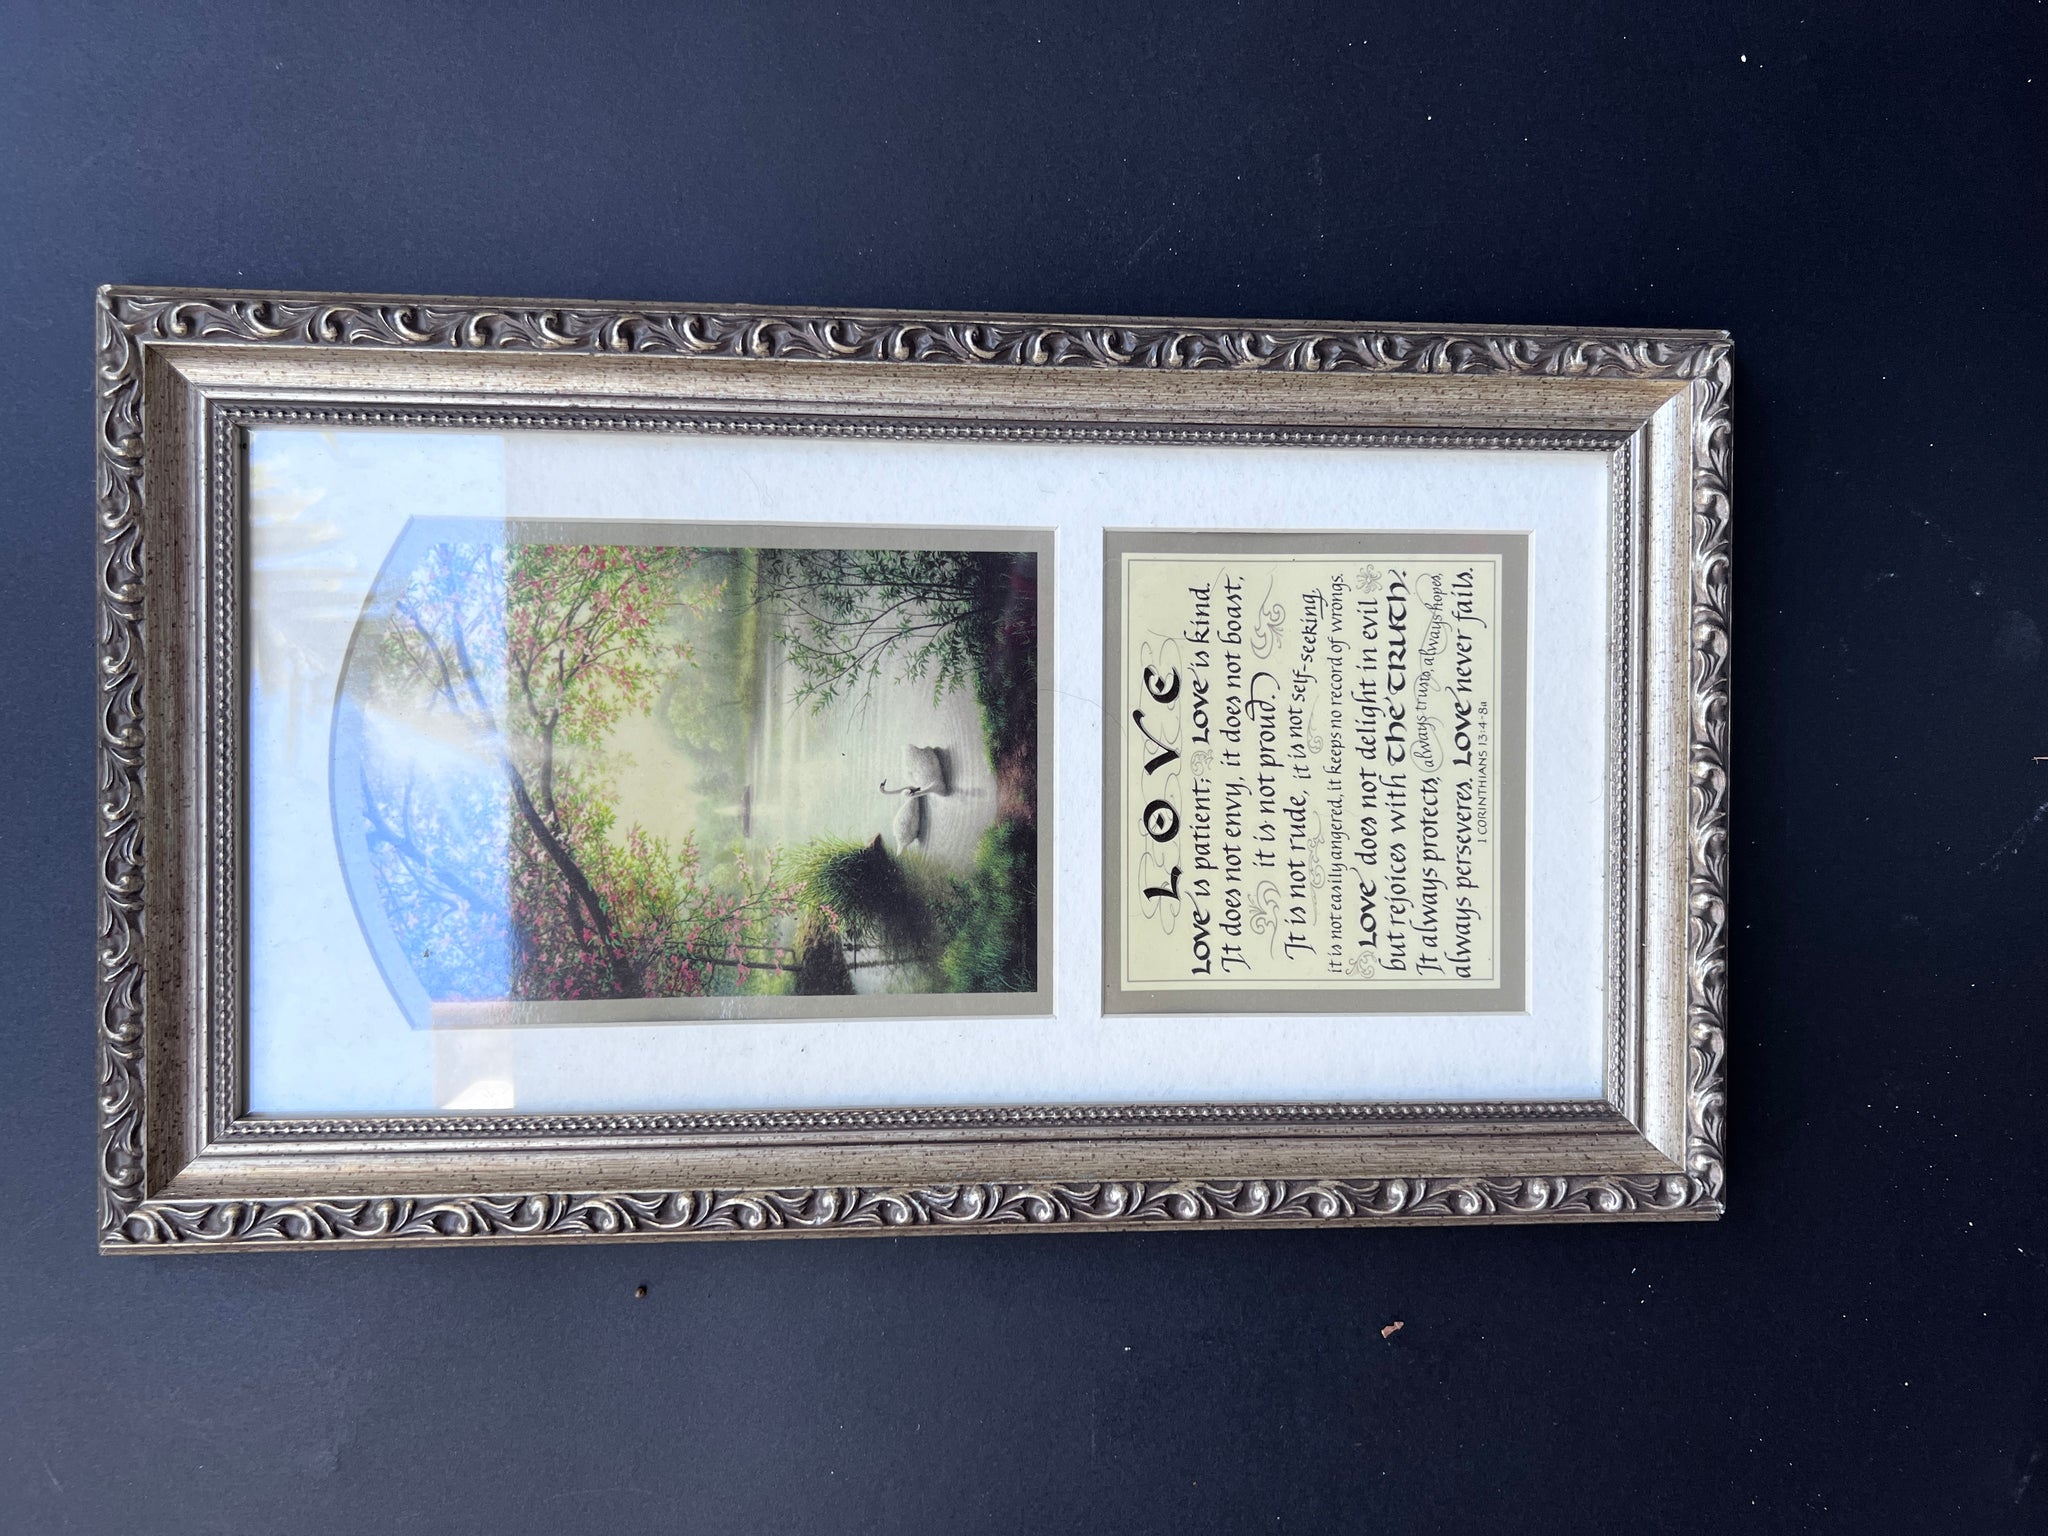 LOVE
Love is patient; Love is kind.
It does not envy, it does not boast,
it is not proud.
It is not rude, it is not self-seeking,
it is not easily angered, it keeps no record of wrongs.
Love does not delight in evil
but rejoices with the truth.
It always protects, always trusts, always hopes,
always perseveres. Love never fails.
1 CORINTHIANS 13:4-8a